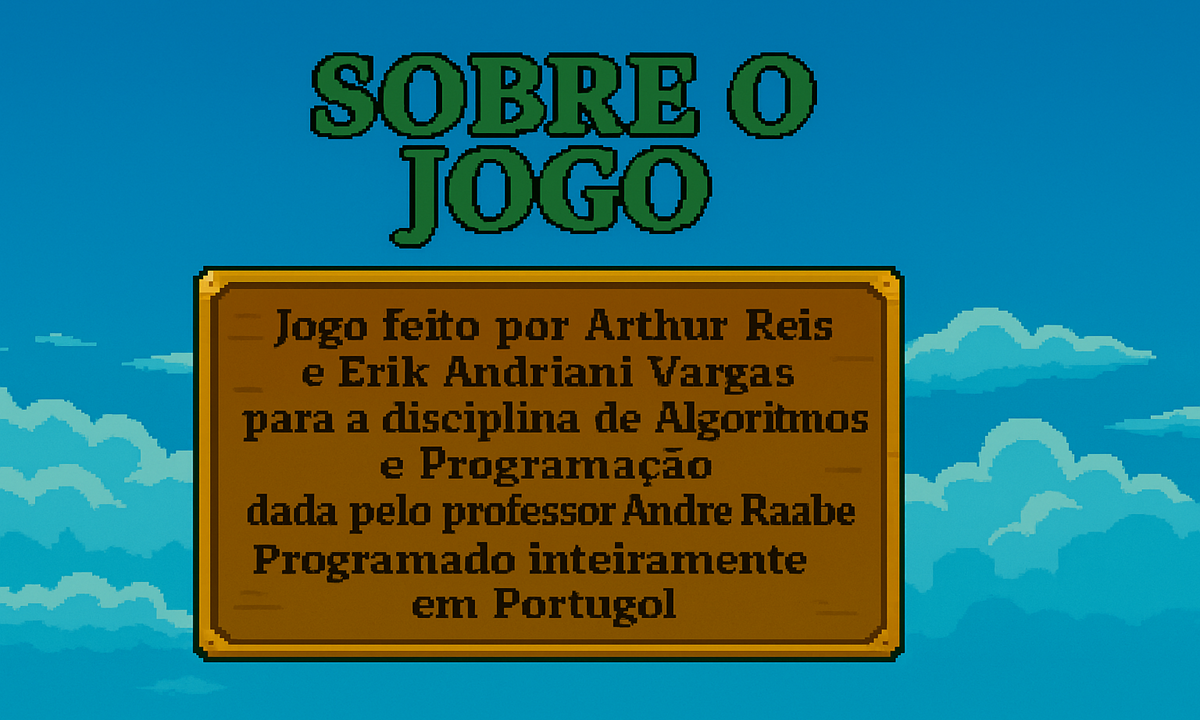 SOBRE O
JOGO
Jogo feito por Arthur Reis
e Erik Andriani Vargas
para a disciplina de Algoritmos
e Programação
dada pelo professor Andre Raabe
Programado inteiramente
em Portugol